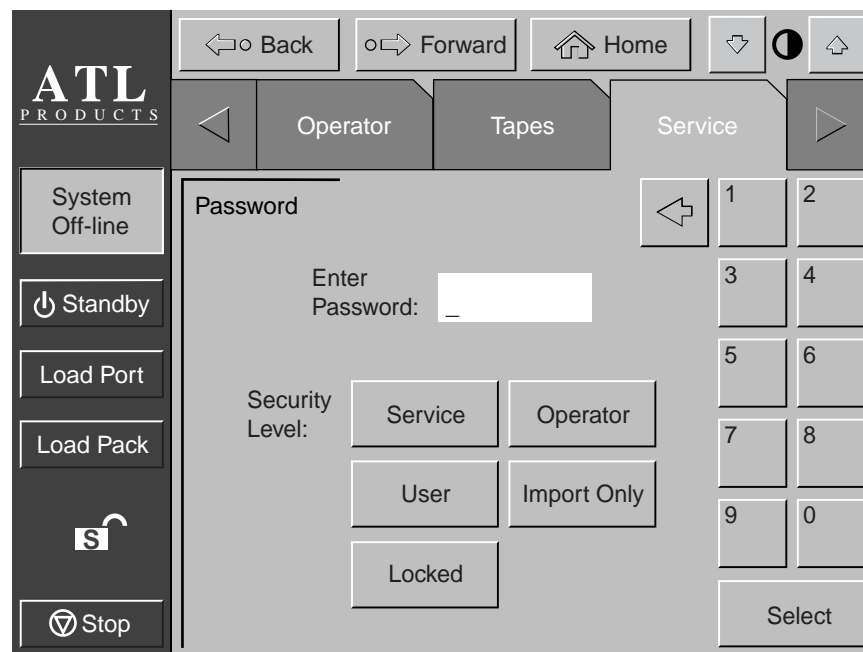 Back
Forward
Home
ATL
PRODUCTS
Operator
Tapes
Service
System
Off-line
Password
1
2
Enter
Password:
_
3
4
Standby
Load Port
5
6
Security
Level:
Service
Operator
Load Pack
7
8
User
Import Only
S
9
0
Locked
Stop
Select